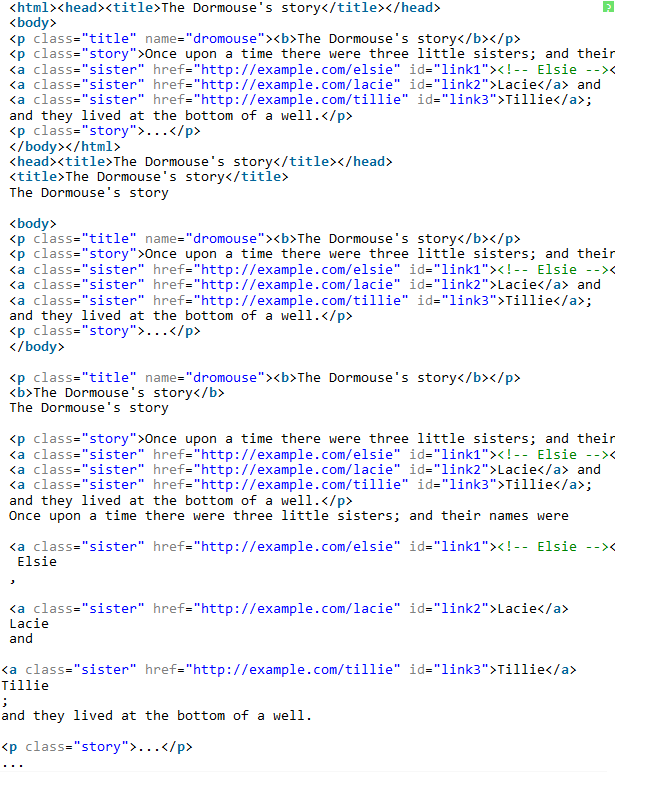 <html><head><title>The Dormouse's story</title></head>
<body>
<p class="title" name="dromouse"><b>The Dormouse's story</b></p>
<p class="story">Once upon a time there were three little sisters; and their
<a class="sister" href="http://example.com/elsie" id="link1"><!-- Elsie --><
<a class="sister" href="http://example.com/lacie" id="link2">Lacie</a> and
<a class="sister" href="http://example.com/tillie" id="link3">Tillie</a>;
and they lived at the bottom of a well.</p>
<p class="story">...</p>
</body></html>
<head><title>The Dormouse's story</title></head>
<title>The Dormouse's story</title>
The Dormouse's story
<body>
<p class="title" name="dromouse"><b>The Dormouse's story</b></p>
<p class="story">Once upon a time there were three little sisters; and their
<a class="sister" href="http://example.com/elsie" id="link1"><!-- Elsie --><
<a class="sister" href="http://example.com/lacie" id="link2">Lacie</a> and
<a class="sister" href="http://example.com/tillie" id="link3">Tillie</a>;
and they lived at the bottom of a well.</p>
<p class="story">...</p>
</body>
<p class="title" name="dromouse"><b>The Dormouse's story</b></p>
<b>The Dormouse's story</b>
The Dormouse's story
<p class="story">Once upon a time there were three little sisters; and their
<a class="sister" href="http://example.com/elsie" id="link1"><!-- Elsie --><
<a class="sister" href="http://example.com/lacie" id="link2">Lacie</a> and
<a class="sister" href="http://example.com/tillie" id="link3">Tillie</a>;
and they lived at the bottom of a well.</p>
Once upon a time there were three little sisters; and their names were
<a class="sister" href="http://example.com/elsie" id="link1"><!-- Elsie --><
Elsie
,
<a class="sister" href="http://example.com/lacie" id="link2">Lacie</a>
Lacie
and
<a class="sister" href="http://example.com/tillie" id="link3">Tillie</a>
Tillie
;
and they lived at the bottom of a well.
<p class="story">...</p>
...